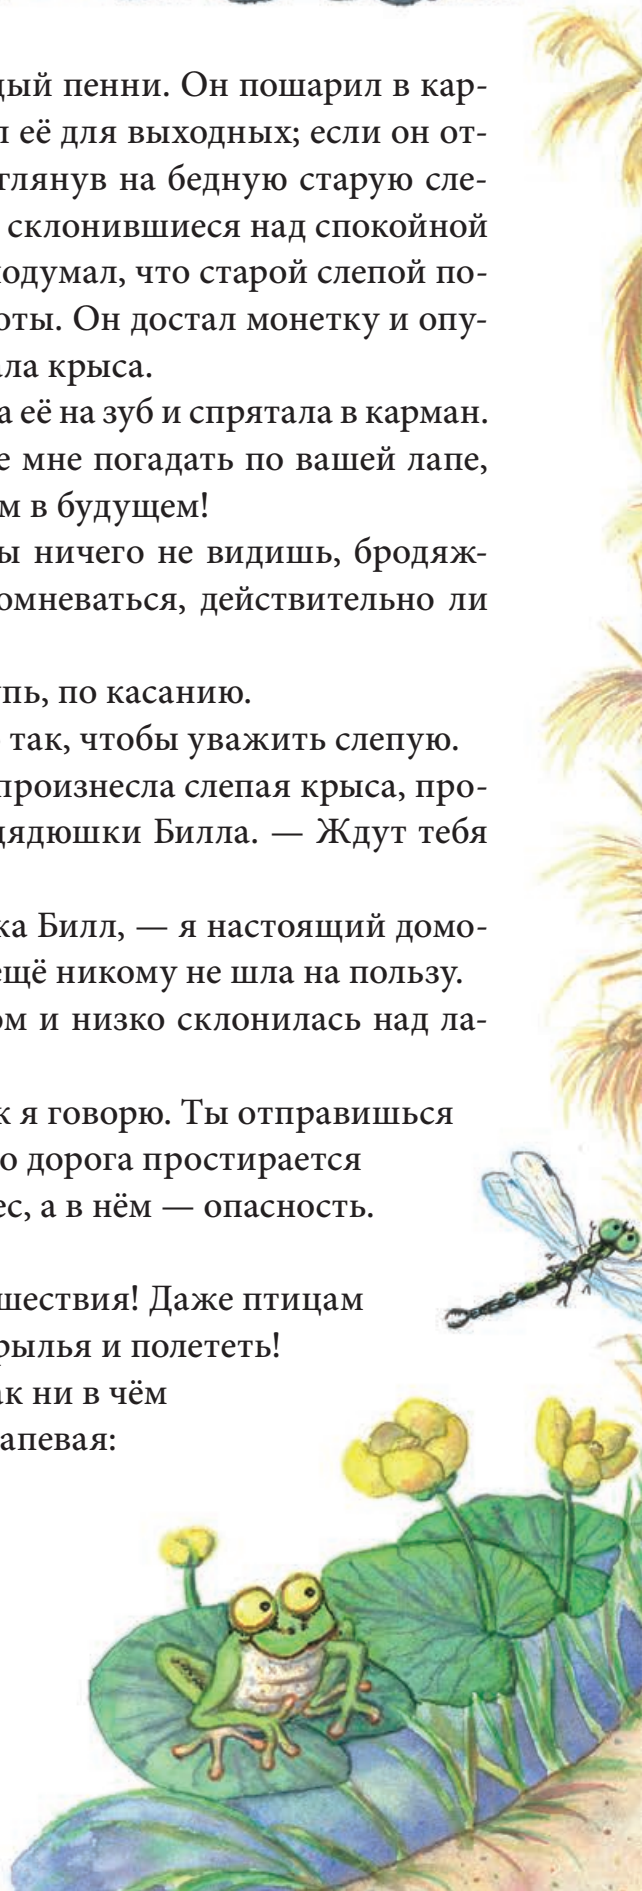 ый пенни. Он пошарил в кар-
её для выходных; если он от-
глянув на бедную старую сле-
склонившиеся над спокойной
одумал, что старой слепой по-
оты. Он достал монетку и опу-
ала крыса.
а её на зуб и спрятала в карман.
е мне погадать по вашей лапе,
м в будущем!
ы ничего не видишь, бродяж-
омневаться, действительно ли
пь, по касанию.
так, чтобы уважить слепую.
произнесла слепая крыса, про-
дядюшки Билла. — Ждут тебя
ка Билл, — я настоящий домо-
ещё никому не шла на пользу.
ом и низко склонилась над ла-
к я говорю. Ты отправишься
о дорога простирается
ес, а в нём — опасность.
шествия! Даже птицам
рылья и полететь!
ак ни в чём
апевая: